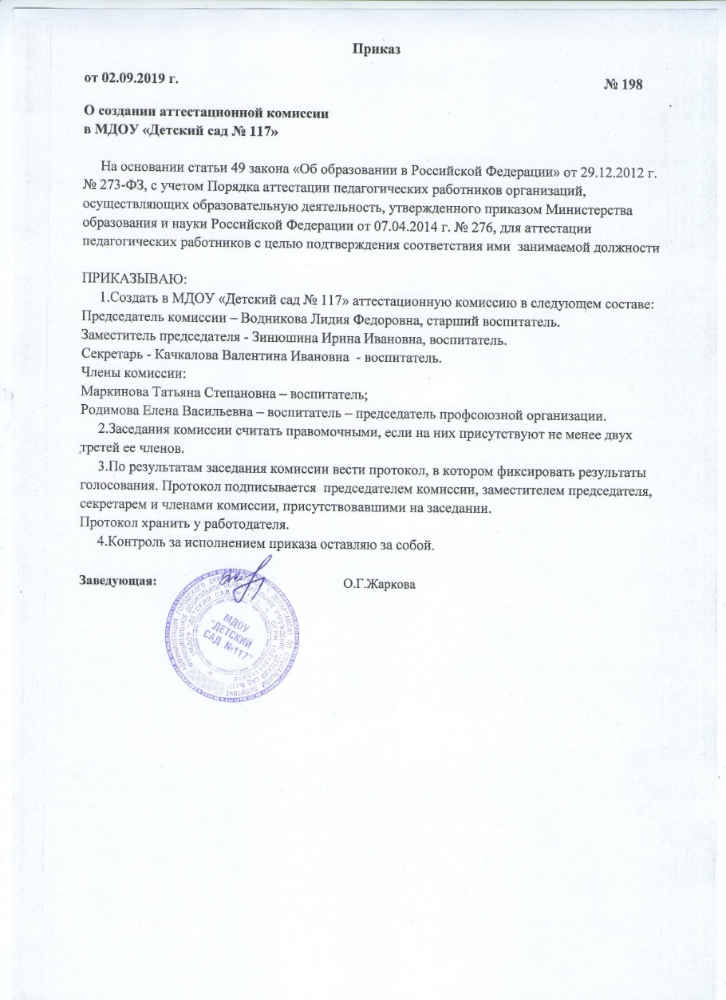 Приказ
от 02.09.2019 г.
№ 198
О создании аттестационной комиссии
в МДОУ «Детский сад № 117»
На основании статьи 49 закона «Об образовании в Российской Федерации» от 29.12.2012 г.
№ 273-ФЗ, с учетом Порядка аттестации педагогических работников организаций,
осуществляющих образовательную деятельность, утвержденного приказом Министерства
образования и науки Российской Федерации от 07.04.2014 г. № 276, для аттестации
педагогических работников с целью подтверждения соответствия ими занимаемой должности
ПРИКАЗЫВАЮ:
1.Создать в МДОУ «Детский сад № 117» аттестационную комиссию в следующем составе:
Председатель комиссии – Водникова Лидия Федоровна, старший воспитатель.
Заместитель председателя - Зинюшина Ирина Ивановна, воспитатель.
Секретарь - Качкалова Валентина Ивановна - воспитатель.
Члены комиссии:
Маркинова Татьяна Степановна – воспитатель;
Родимова Елена Васильевна – воспитатель – председатель профсоюзной организации.
2.Заседания комиссии считать правомочными, если на них присутствуют не менее двух
третей ее членов.
3.По результатам заседания комиссии вести протокол, в котором фиксировать результаты
голосования. Протокол подписывается председателем комиссии, заместителем председателя,
секретарем и членами комиссии, присутствовавшими на заседании.
Протокол хранить у работодателя.
4.Контроль за исполнением приказа оставляю за собой.
Заведующая:
О.Г.Жаркова
МДОУ
"ДЕТСКИЙ
САД №117"